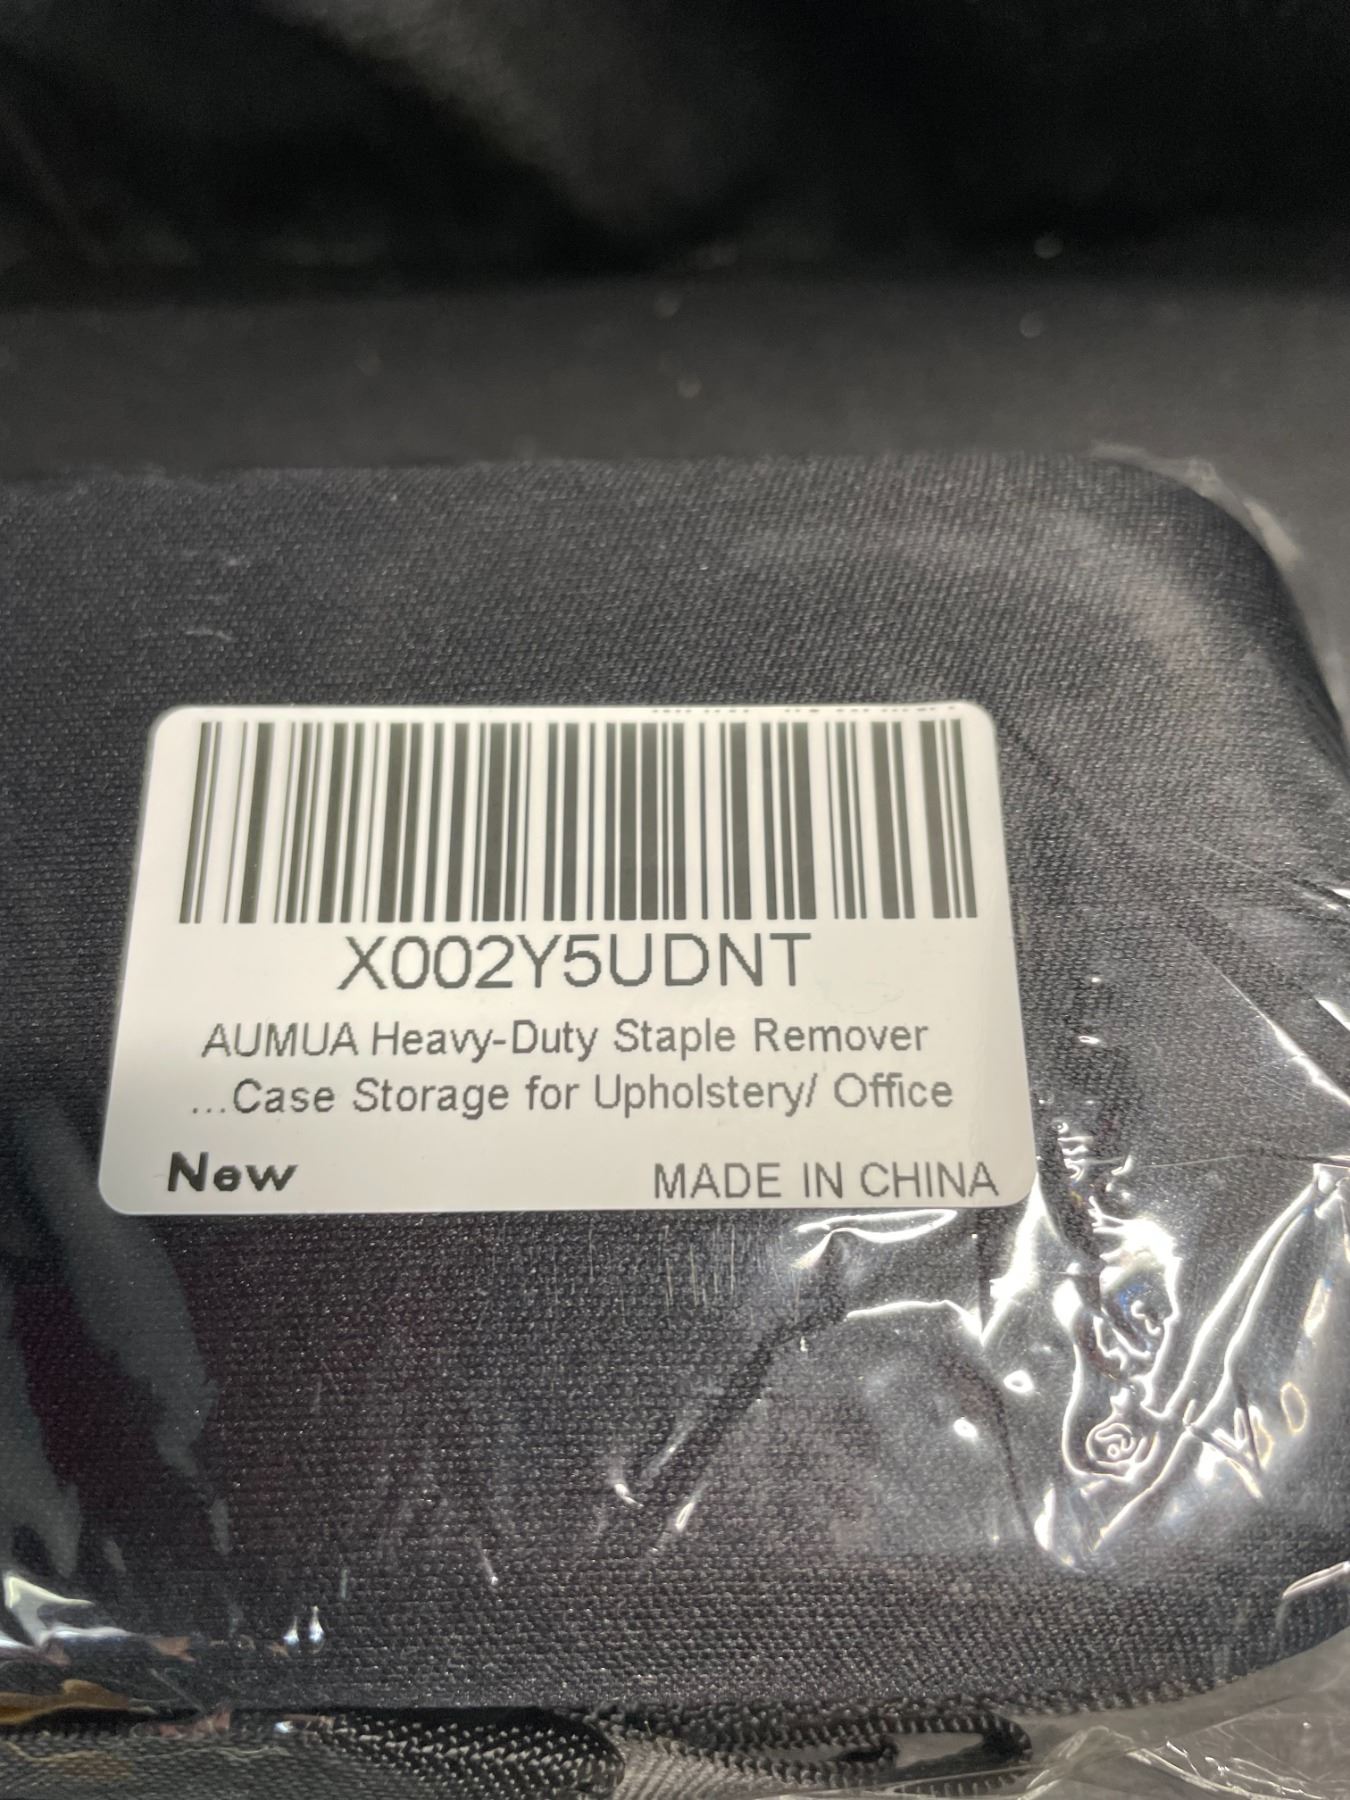 X002Y5UDNT
AUMUA Heavy-Duty Staple Remover
...Case Storage for Upholstery/ Office
New
MADE IN CHINA